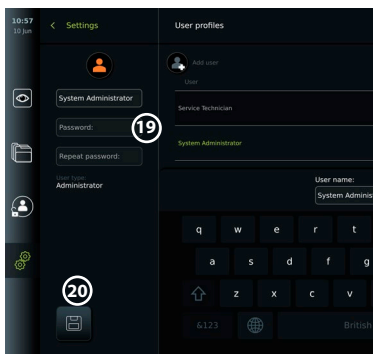 10:57
10 Jun
Settings
User profiles
Add user
User
System Administrator
Service Technician
Password:
19
System Administrator
Repeat password:
User type:
Administrator
User name:
System Adminis
q w e r t
a s d f g
20
z x c v
&123
British